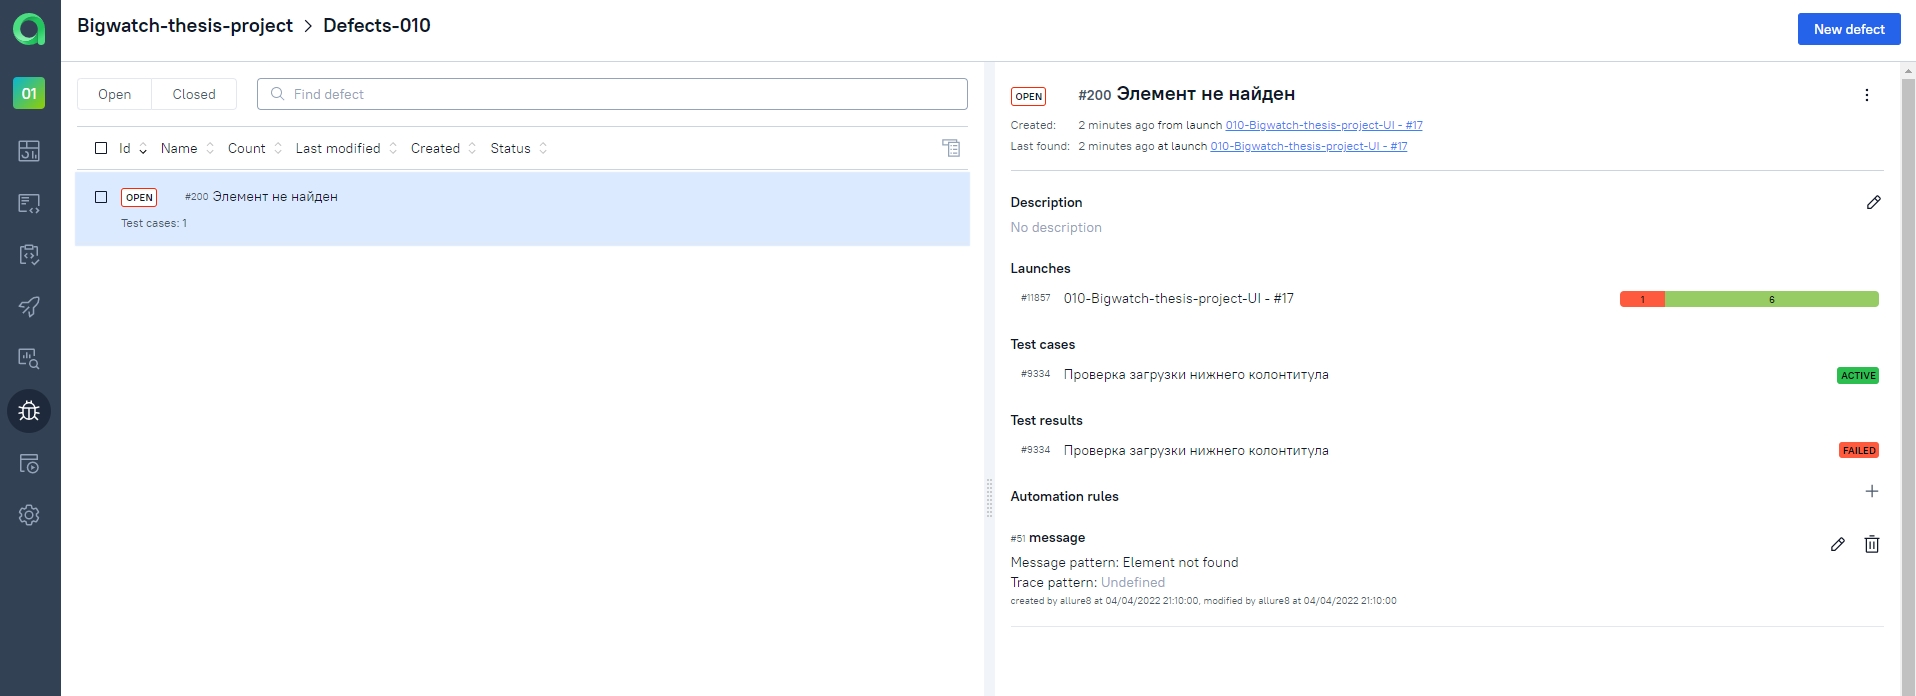 Bigwatch-thesis-project > Defects-010
New defect
01
Open Closed Find defect
Id Name Count Last modified Created Status
OPEN #200 Элемент не найден
Test cases: 1
OPEN #200 Элемент не найден
Created: 2 minutes ago from launch 010-Bigwatch-thesis-project-UI - #17
Last found: 2 minutes ago at launch 010-Bigwatch-thesis-project-UI - #17
Description
No description
Launches
#11857 010-Bigwatch-thesis-project-UI - #17 1 6
Test cases
#9334 Проверка загрузки нижнего колонтитула ACTIVE
Test results
#9334 Проверка загрузки нижнего колонтитула FAILED
Automation rules
#51 message
Message pattern: Element not found
Trace pattern: Undefined
created by allure8 at 04/04/2022 21:10:00, modified by allure8 at 04/04/2022 21:10:00